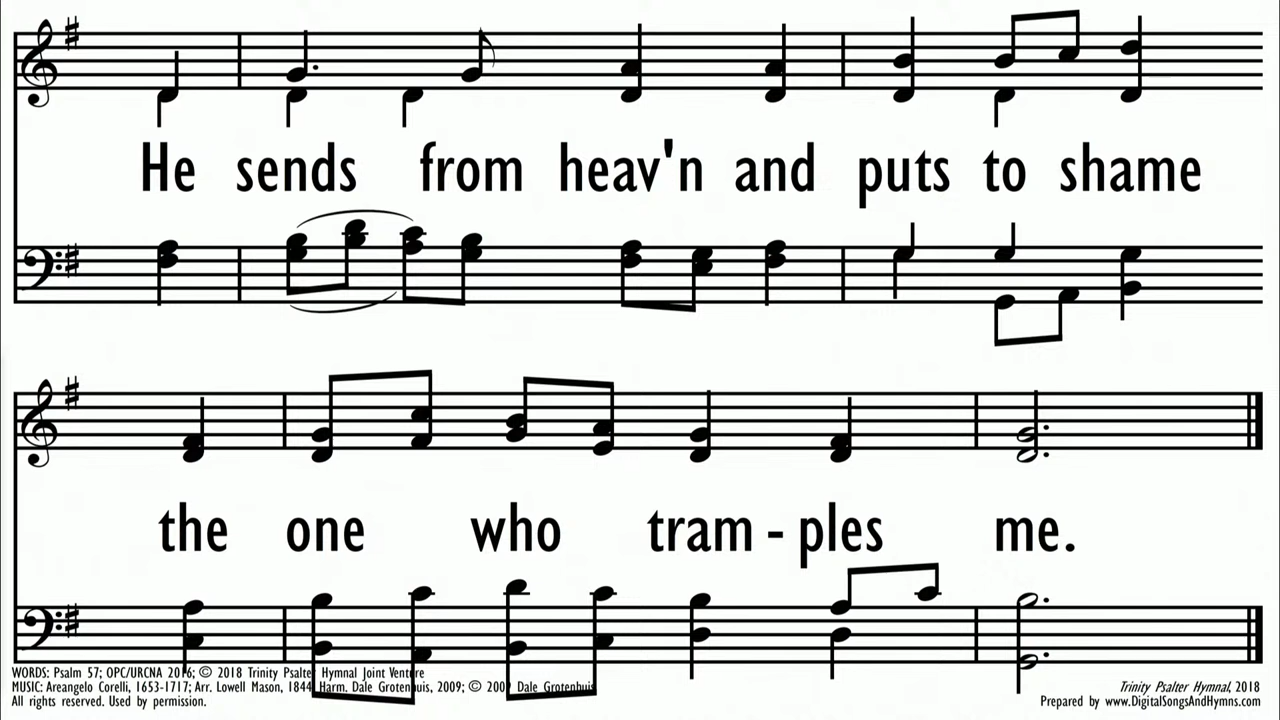 He sends from heav'n and puts to shame
the one who tram - ples me.
WORDS: Psalm 57; OPC/URCNA 2016; © 2018 Trinity Psalter Hymnal Joint Venture
MUSIC: Areangelo Corelli, 1653-1717; Arr. Lowell Mason, 1844 Harm. Dale Grotenhuis, 2009; © 2009 Dale Grotenhuis
All rights reserved. Used by permission.
Trinity Psalter Hymnal, 2018
Prepared by www.DigitalSongsAndHymns.com